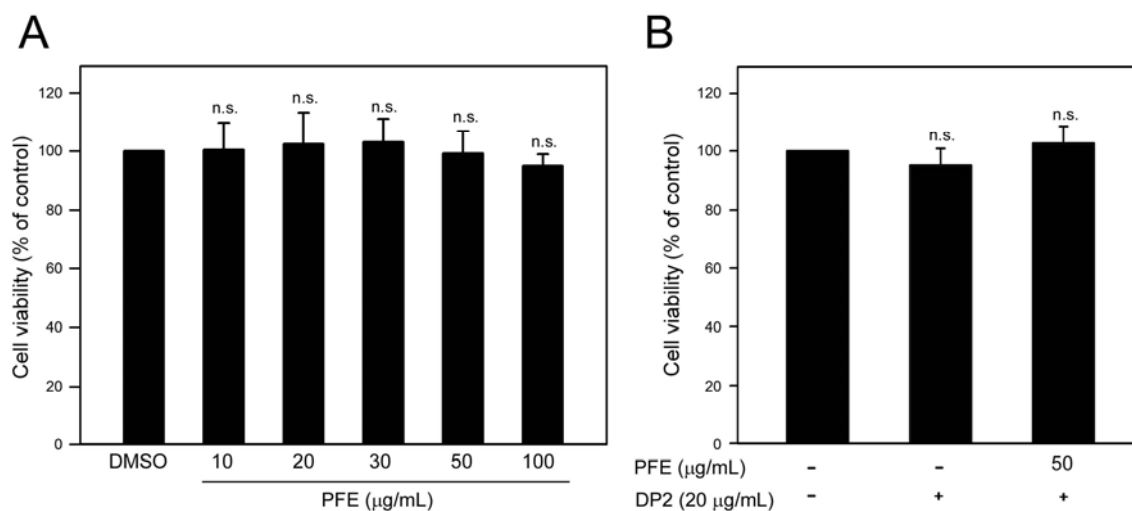 A
Cell viability (% of control)
120
100
80
60
40
20
0
n.s.
n.s.
n.s.
n.s.
n.s.
DMSO 10 20 30 50 100
PFE (μg/mL)
B
Cell viability (% of control)
120
100
80
60
40
20
0
n.s.
n.s.
PFE (μg/mL) - - 50
DP2 (20 μg/mL) - + +